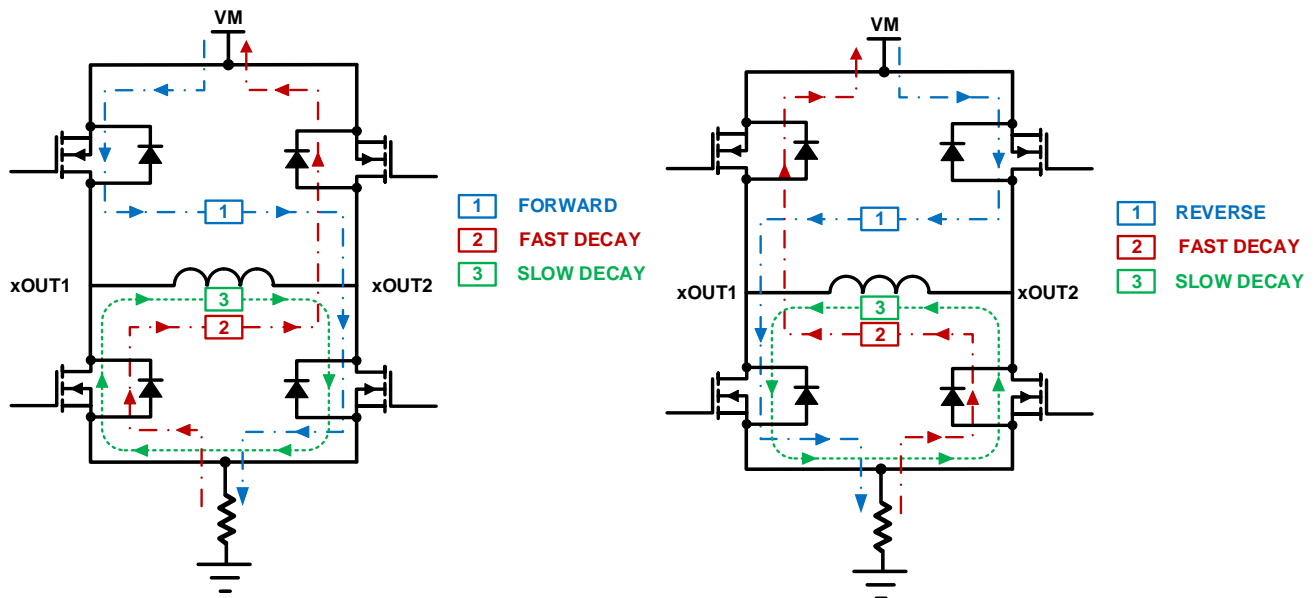 VM
1
1 FORWARD
2 FAST DECAY
3 SLOW DECAY
xOUT1
xOUT2
3
2
VM
1
1 REVERSE
2 FAST DECAY
3 SLOW DECAY
xOUT1
xOUT2
3
2